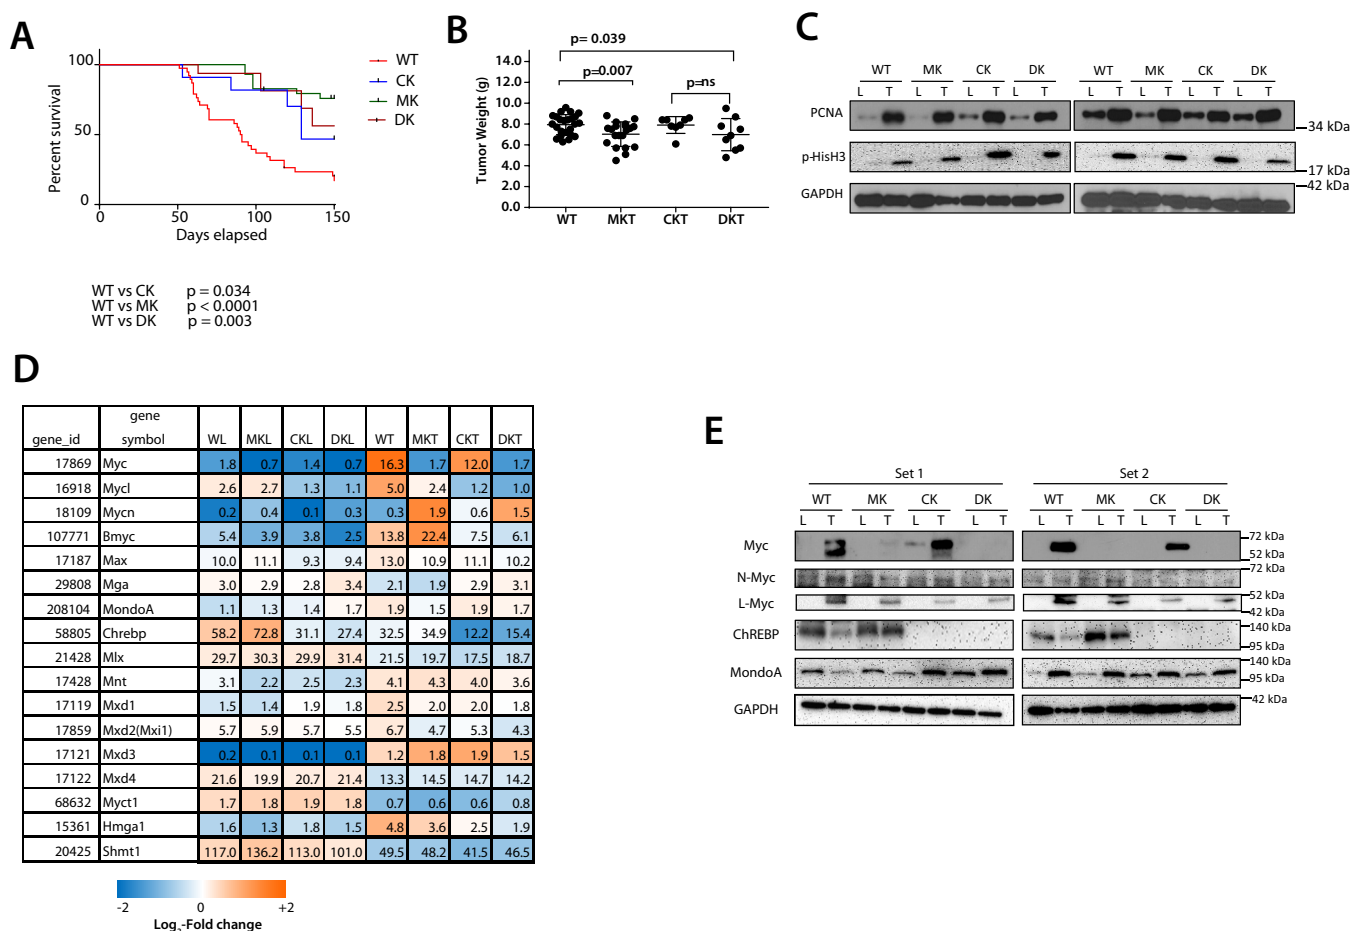 A
100
50
0
Percent survival
0 50 100 150
Days elapsed
WT
CK
MK
DK
WT vs CK p = 0.034
WT vs MK p < 0.0001
WT vs DK p = 0.003
B
p= 0.039
p=0.007
p=ns
14.0
12.0
10.0
8.0
6.0
4.0
2.0
0.0
Tumor Weight (g)
WT MKT CKT DKT
C
WT MK CK DK WT MK CK DK
L T L T L T L T L T L T L T L T
PCNA
34 kDa
p-HisH3
17 kDa
42 kDa
GAPDH
D
gene_id gene symbol WL MKL CKL DKL WT MKT CKT DKT
17869 Myc 1.8 0.7 1.4 0.7 16.3 1.7 12.0 1.7
16918 Mycl 2.6 2.7 1.3 1.1 5.0 2.4 1.2 1.0
18109 Mycn 0.2 0.4 0.1 0.3 0.3 1.9 0.6 1.5
107771 Bmyc 5.4 3.9 3.8 2.5 13.8 22.4 7.5 6.1
17187 Max 10.0 11.1 9.3 9.4 13.0 10.9 11.1 10.2
29808 Mga 3.0 2.9 2.8 3.4 2.1 1.9 2.9 3.1
208104 MondoA 1.1 1.3 1.4 1.7 1.9 1.5 1.9 1.7
58805 Chrebp 58.2 72.8 31.1 27.4 32.5 34.9 12.2 15.4
21428 Mlx 29.7 30.3 29.9 31.4 21.5 19.7 17.5 18.7
17428 Mnt 3.1 2.2 2.5 2.3 4.1 4.3 4.0 3.6
17119 Mxd1 1.5 1.4 1.9 1.8 2.5 2.0 2.0 1.8
17859 Mxd2(Mxi1) 5.7 5.9 5.7 5.5 6.7 4.7 5.3 4.3
17121 Mxd3 0.2 0.1 0.1 0.1 1.2 1.8 1.9 1.5
17122 Mxd4 21.6 19.9 20.7 21.4 13.3 14.5 14.7 14.2
68632 Myct1 1.7 1.8 1.9 1.8 0.7 0.6 0.6 0.8
15361 Hmga1 1.6 1.3 1.8 1.5 4.8 3.6 2.5 1.9
20425 Shmt1 117.0 136.2 113.0 101.0 49.5 48.2 41.5 46.5
-2 0 +2
Log2-Fold change
E
Set 1 Set 2
WT MK CK DK WT MK CK DK
L T L T L T L T L T L T L T L T
Myc
72 kDa
52 kDa
N-Myc
72 kDa
L-Myc
52 kDa
42 kDa
ChREBP
140 kDa
95 kDa
MondoA
140 kDa
95 kDa
GAPDH
42 kDa